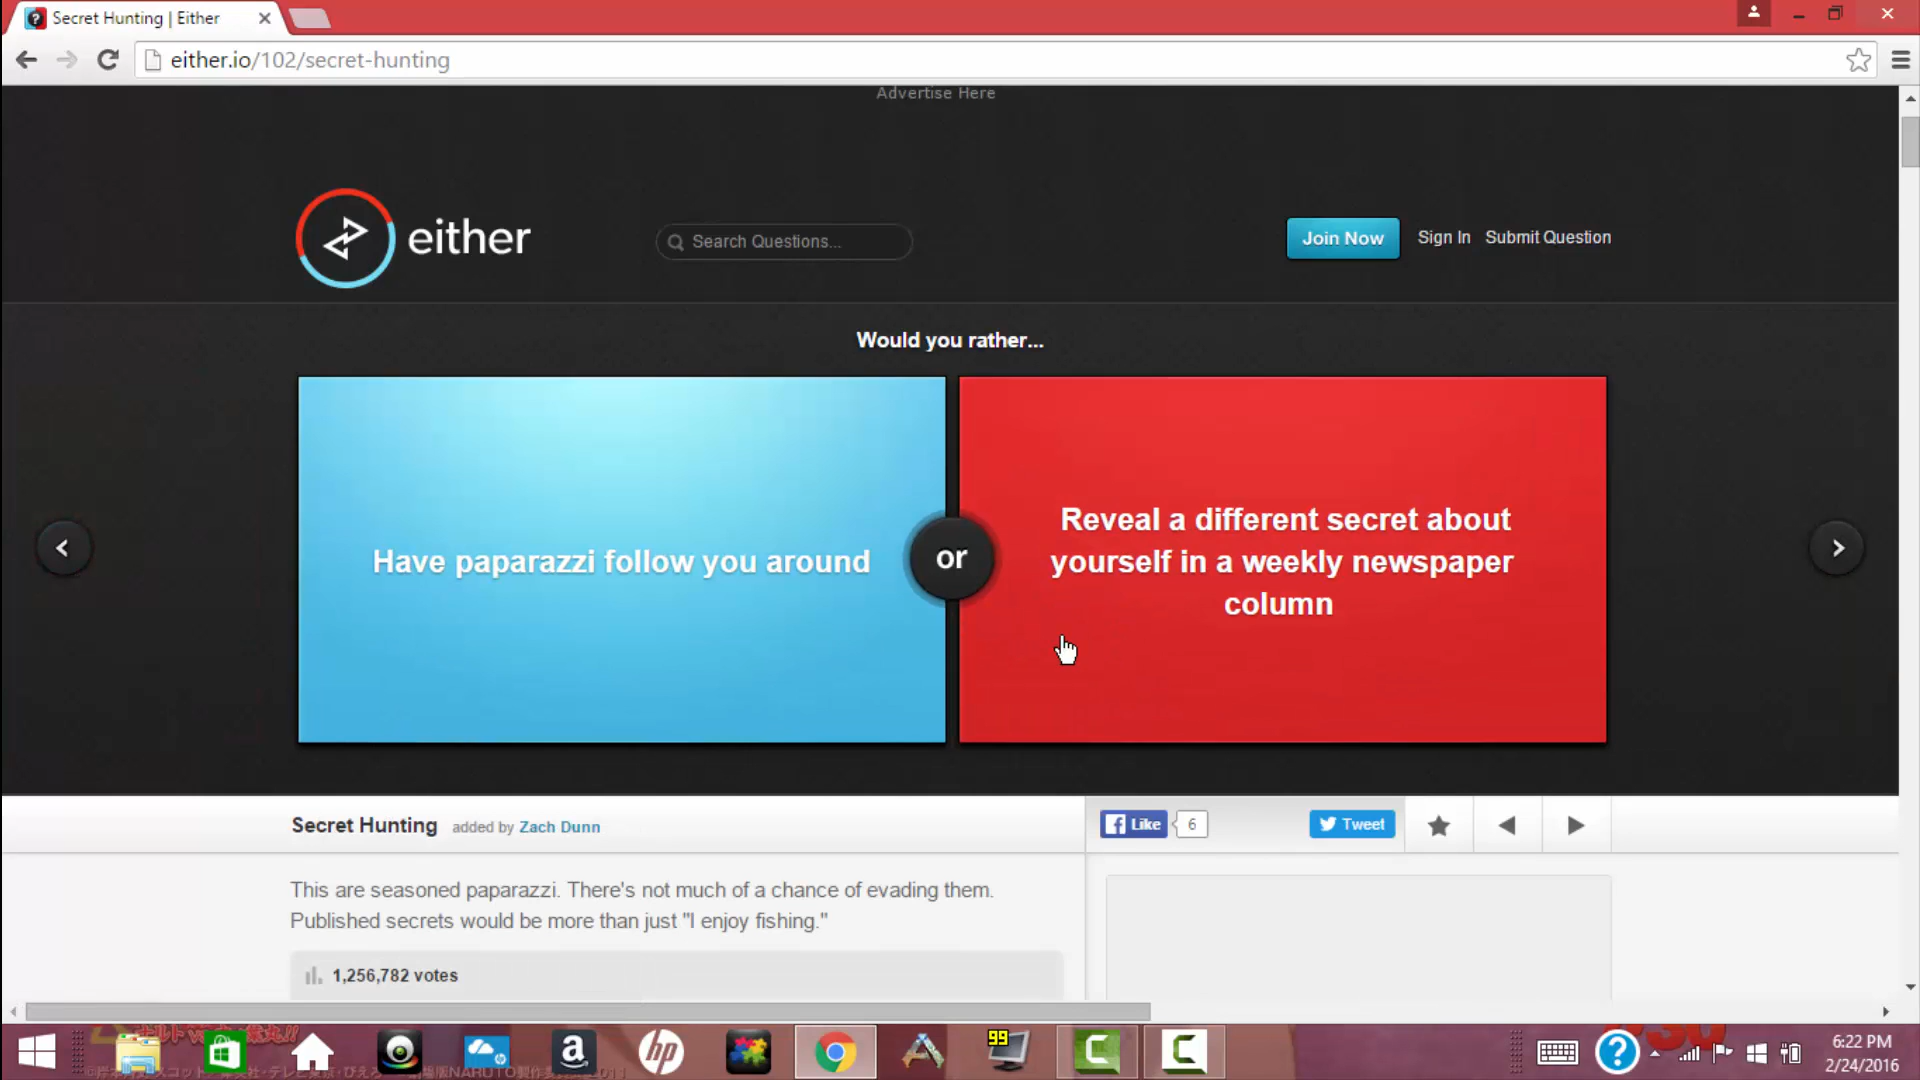 Secret Hunting | Either
either.io/102/secret-hunting
Advertise Here
either
Search Questions...
Join Now
Sign In
Submit Question
Would you rather...
Have paparazzi follow you around
or
Reveal a different secret about
yourself in a weekly newspaper
column
Secret Hunting
added by Zach Dunn
Like
6
Tweet
This are seasoned paparazzi. There's not much of a chance of evading them.
Published secrets would be more than just "I enjoy fishing."
1,256,782 votes
99
hp
6:22 PM
2/24/2016